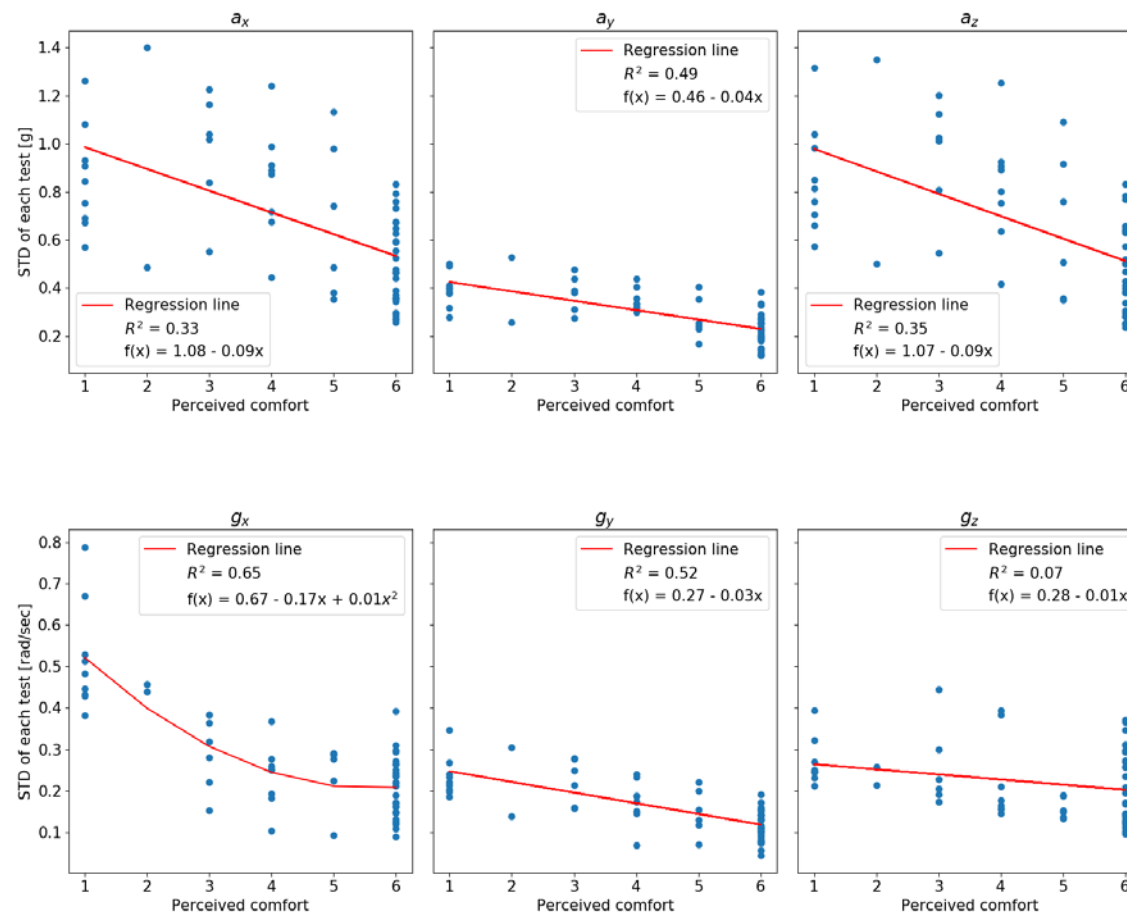 a_x
a_y
a_z
STD of each test [g]
1.4
1.2
1.0
0.8
0.6
0.4
0.2
Regression line
R² = 0.33
f(x) = 1.08 - 0.09x
1 2 3 4 5 6
Perceived comfort
Regression line
R² = 0.49
f(x) = 0.46 - 0.04x
1 2 3 4 5 6
Perceived comfort
Regression line
R² = 0.35
f(x) = 1.07 - 0.09x
1 2 3 4 5 6
Perceived comfort
g_x
g_y
g_z
STD of each test [rad/sec]
0.8
0.7
0.6
0.5
0.4
0.3
0.2
0.1
Regression line
R² = 0.65
f(x) = 0.67 - 0.17x + 0.01x²
1 2 3 4 5 6
Perceived comfort
Regression line
R² = 0.52
f(x) = 0.27 - 0.03x
1 2 3 4 5 6
Perceived comfort
Regression line
R² = 0.07
f(x) = 0.28 - 0.01x
1 2 3 4 5 6
Perceived comfort